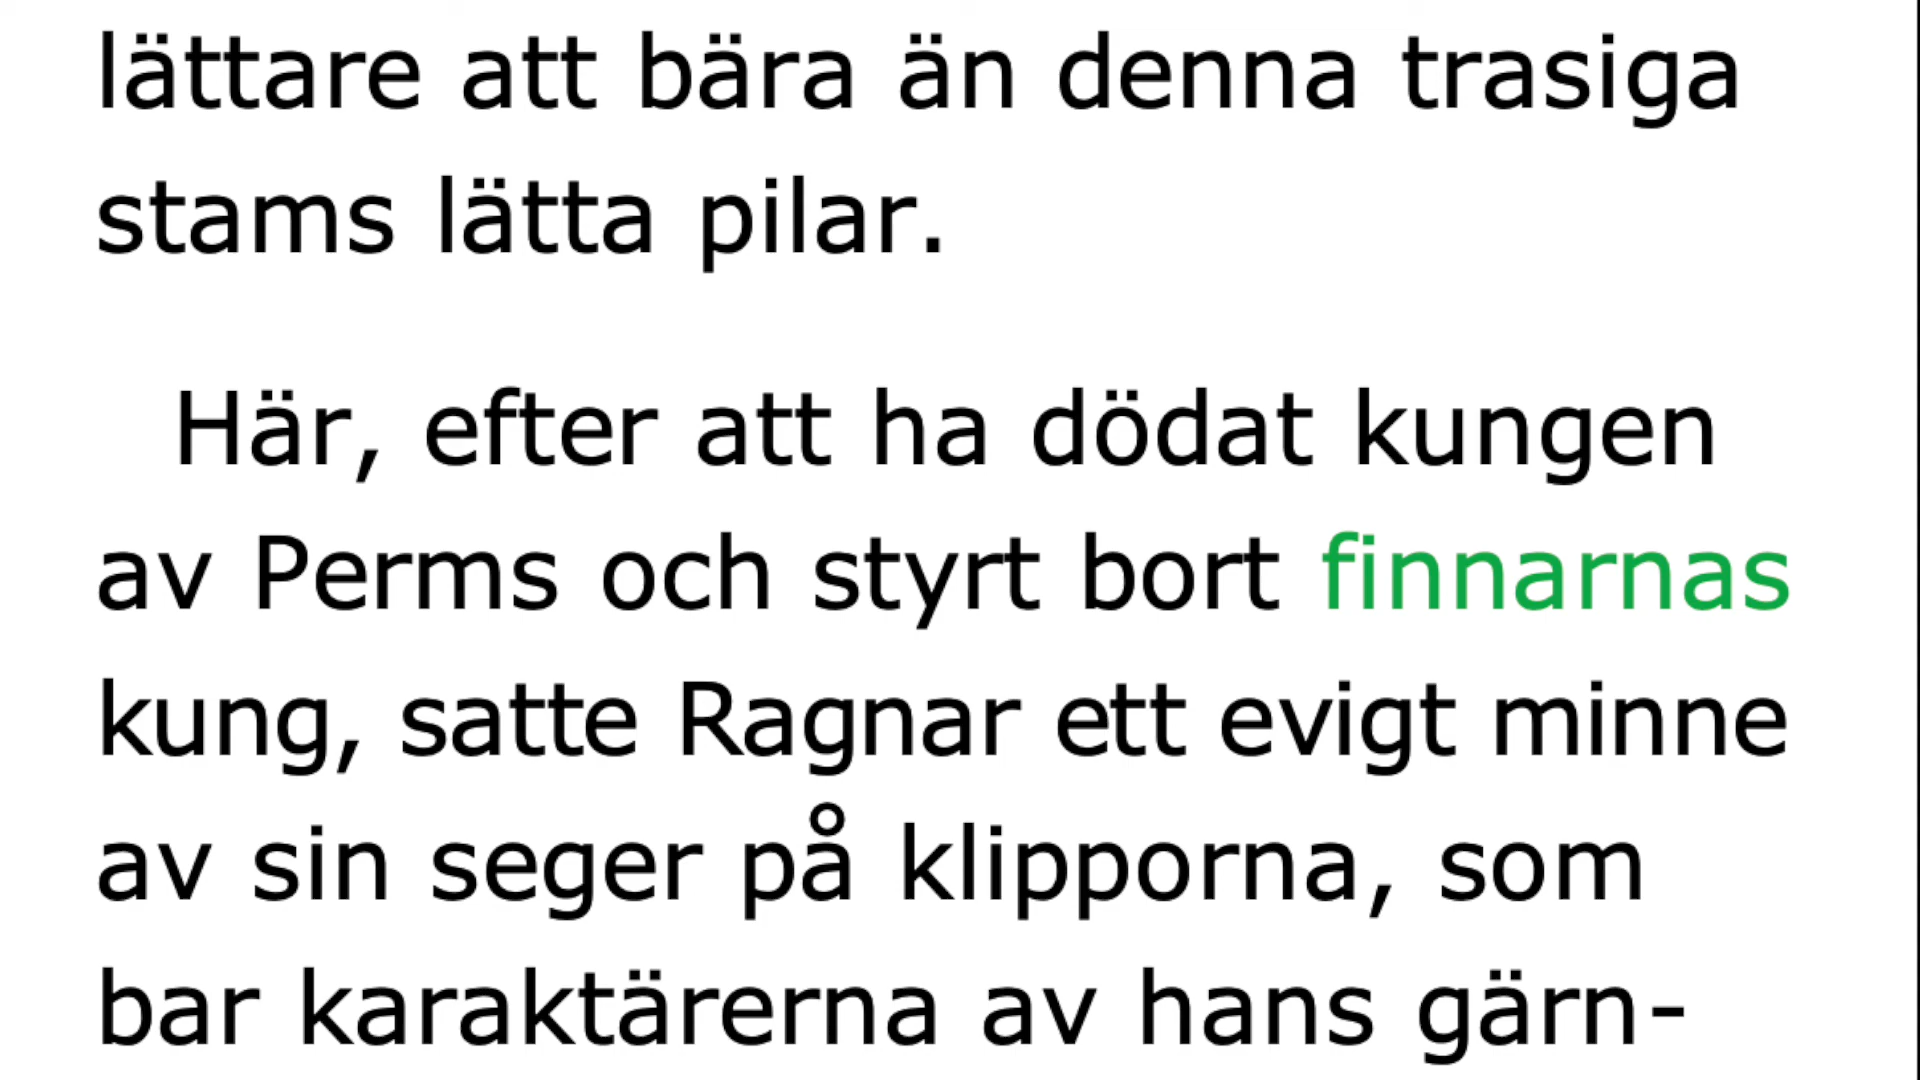 lättare att bära än denna trasiga
stams lätta pilar.
Här, efter att ha dödat kungen
av Perms och styrt bort finnarnas
kung, satte Ragnar ett evigt minne
av sin seger på klipporna, som
bar karaktärerna av hans gärn-